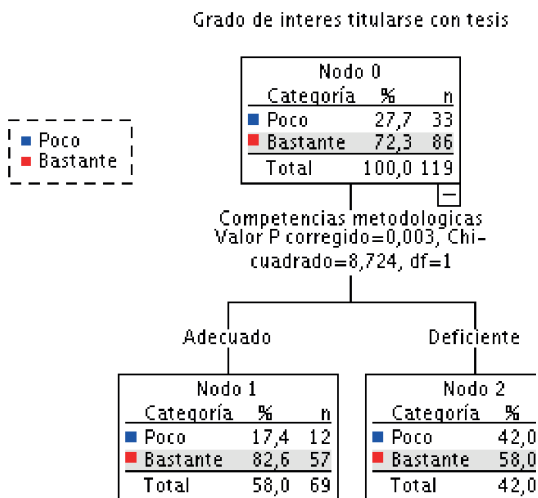 Grado de interes titularse con tesis
Nodo 0
Categoría % n
Poco 27,7 33
Bastante 72,3 86
Total 100,0 119
Poco
Bastante
Competencias metodologicas
Valor P corregido=0,003, Chi-
cuadrado=8,724, df=1
Adecuado
Deficiente
Nodo 1
Categoría % n
Poco 17,4 12
Bastante 82,6 57
Total 58,0 69
Nodo 2
Categoría %
Poco 42,0
Bastante 58,0
Total 42,0